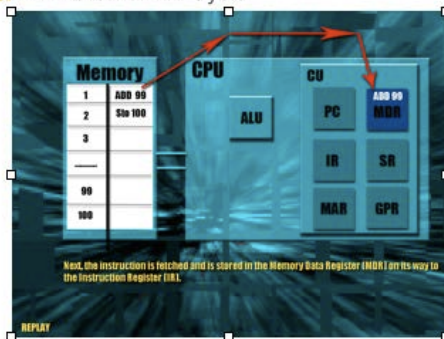 Memory
CPU
CU
1 ADD 99
2 Sto 100
3
99
100
ALU
PC
ADD 99
MDR
IR
SR
MAR
GPR
Next, the instruction is fetched and is stored in the Memory Data Register (MDR) on its way to
the Instruction Register (IR).
REPLAY